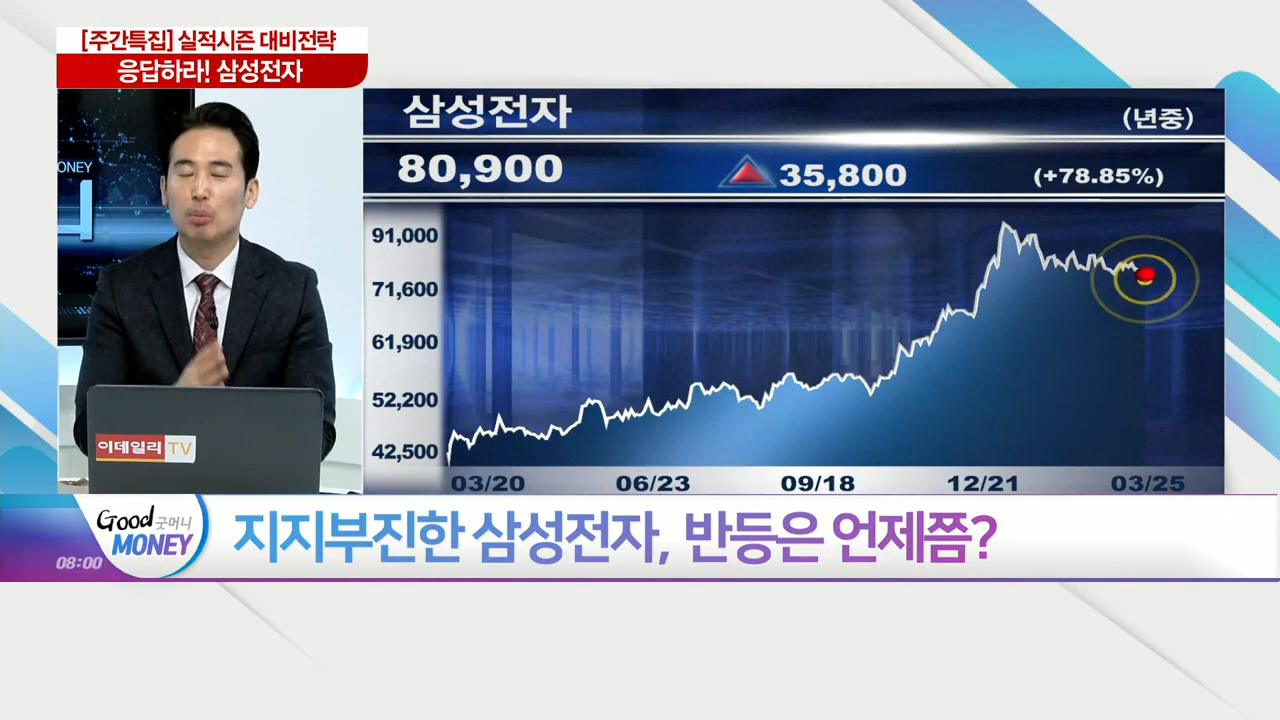 [주간특집] 실적시즌 대비전략
응답하라! 삼성전자
삼성전자
(년중)
80,900
35,800
(+78.85%)
ONEY
91,000
71,600
61,900
52,200
42,500
03/20
06/23
09/18
12/21
03/25
이데일리 TV
Good 굿머니
MONEY
08:00
지지부진한 삼성전자, 반등은 언제쯤?